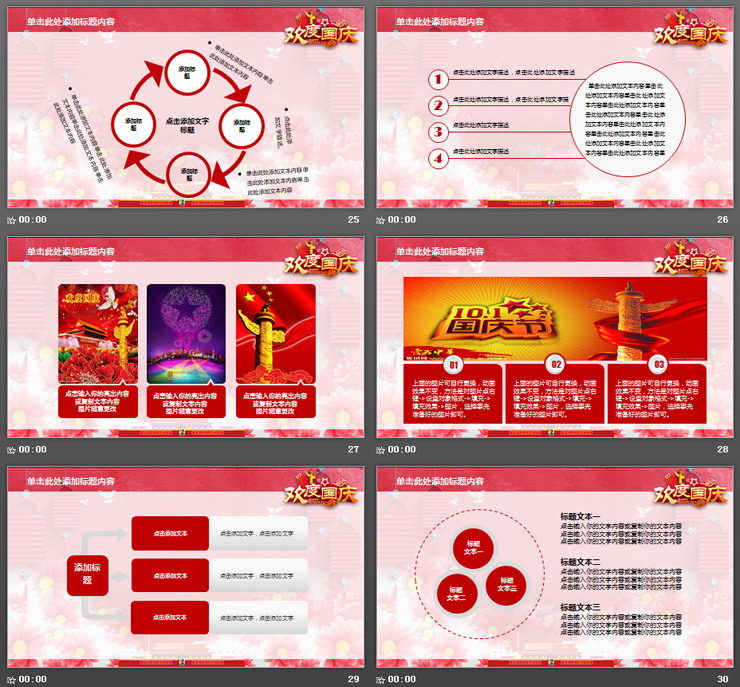 单击此处添加标题内容
欢度国庆
添加标
题
单击此处添加文本内容单击
此处添加文本内容
添加标
题
点击添加文字
标题
添加标
题
点击此处添
加文字描述
单击此处添加文本内容单击此处添加
文本内容单击此处添加文本内容单击
此处添加文本内容
添加标
题
单击此处添加文本内容单
击此处添加文本内容单击
此处添加文本内容
00:00
25
单击此处添加标题内容
欢度国庆
1
点击此处添加文字描述，点击此处添加文字描述
2
点击此处添加文字描述，点击此处添加文字描
3
点击此处添加文字描述
4
点击此处添加文字描述
单击此处添加文本内容单击此
处添加文本内容单击此处添加文
本内容单击此处添加文本内容单
击此处添加文本内容单击此处添
加文本内容单击此处添加文本内
容单击此处添加文本内容单击此
处添加文本内容单击此处添加文
本内容单击此处添加文本内容单
00:00
26
单击此处添加标题内容
欢度国庆
欢度国庆
点击输入你的亮出内容
或复制文本内容
图片随意更改
点击输入你的亮出内容
或复制文本内容
图片随意更改
点击输入你的亮出内容
或复制文本内容
图片随意更改
00:00
27
单击此处添加标题内容
欢度国庆
10.1
国庆节
01
02
03
上面的图片可自行更换，动画
效果不变，方法是对图片点右
键->设置对象格式->填充->
填充效果->图片，选择事先
准备好的图片即可。
上面的图片可自行更换，动画
效果不变，方法是对图片点右
键->设置对象格式->填充->
填充效果->图片，选择事先
准备好的图片即可。
上面的图片可自行更换，动画
效果不变，方法是对图片点右
键->设置对象格式->填充->
填充效果->图片，选择事先
准备好的图片即可。
00:00
28
单击此处添加标题内容
欢度国庆
添加标
题
点击添加文本
点击添加文字，点击添加文字
点击添加文本
点击添加文字，点击添加文字
点击添加文本
点击添加文字，点击添加文字
00:00
29
单击此处添加标题内容
欢度国庆
标题
文本一
标题
文本二
标题
文本三
标题文本一
点击输入你的文字内容或复制你的文本内容
点击输入你的文字内容或复制你的文本内容
点击输入你的文字内容或复制你的文本内容
标题文本二
点击输入你的文字内容或复制你的文本内容
点击输入你的文字内容或复制你的文本内容
点击输入你的文字内容或复制你的文本内容
标题文本三
点击输入你的文字内容或复制你的文本内容
点击输入你的文字内容或复制你的文本内容
点击输入你的文字内容或复制你的文本内容
00:00
30